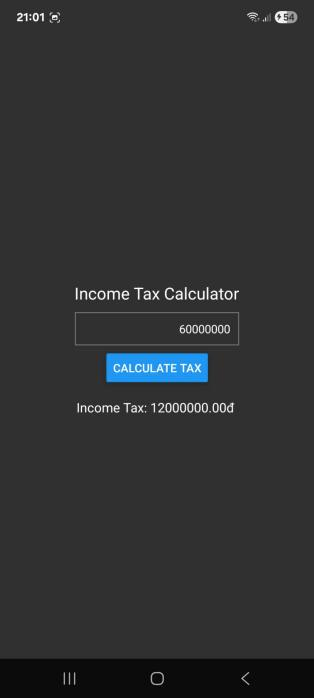 21:01
54
Income Tax Calculator
60000000
CALCULATE TAX
Income Tax: 12000000.00đ